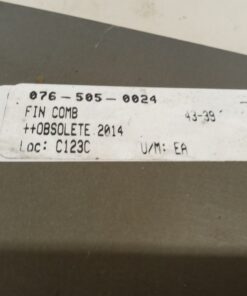 076-505-0024
FIN COMB 43-39
++OBSOLETE 2014
Loc: C123C U/M: EA